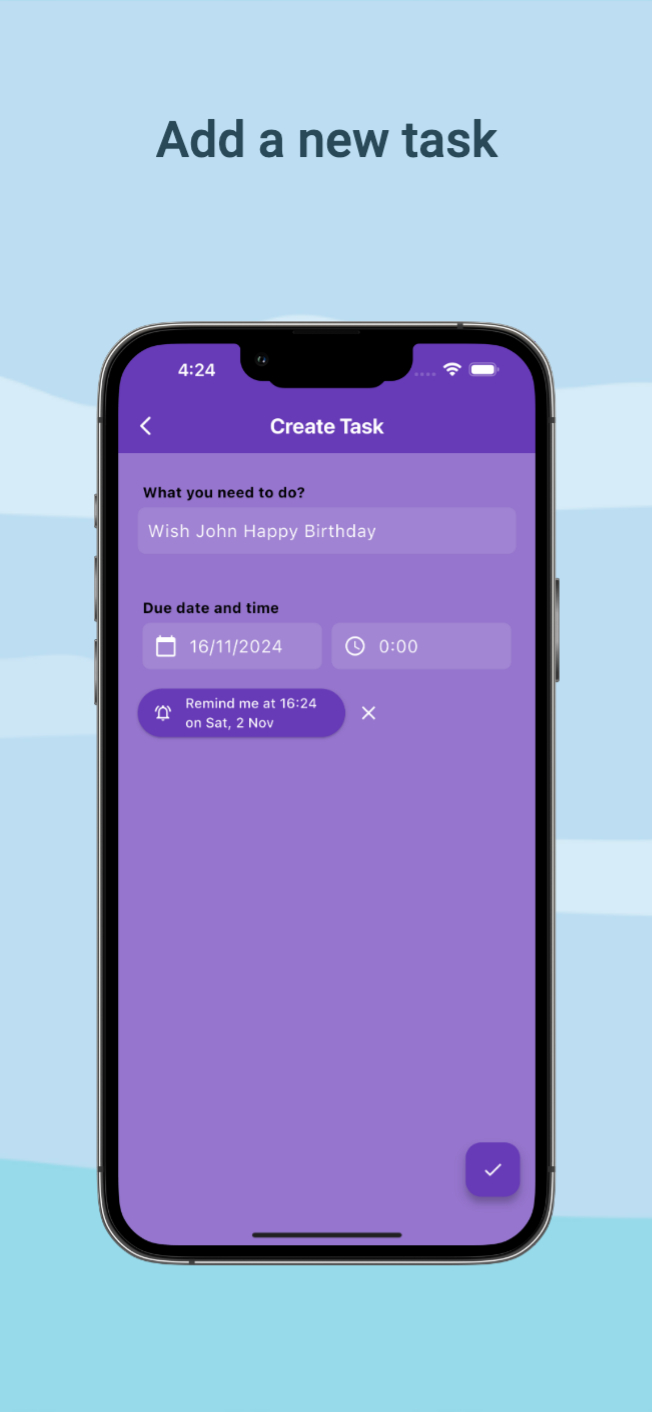 Add a new task
4:24
Create Task
What you need to do?
Wish John Happy Birthday
Due date and time
16/11/2024
0:00
Remind me at 16:24
on Sat, 2 Nov